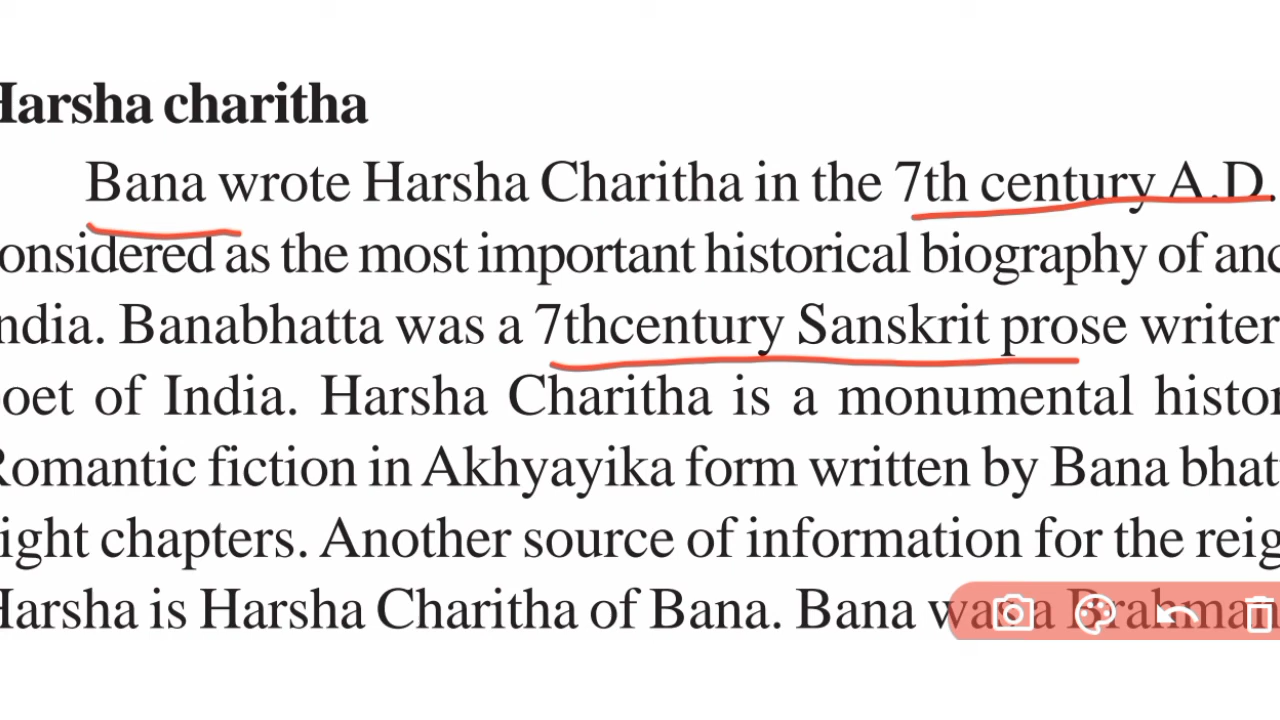 Harsha charitha
Bana wrote Harsha Charitha in the 7th century A.D.
onsidered as the most important historical biography of anc
ndia. Banabhatta was a 7thcentury Sanskrit prose writer
oet of India. Harsha Charitha is a monumental histor
Romantic fiction in Akhyayika form written by Bana bhat
ight chapters. Another source of information for the reig
Harsha is Harsha Charitha of Bana. Bana was a Brahman